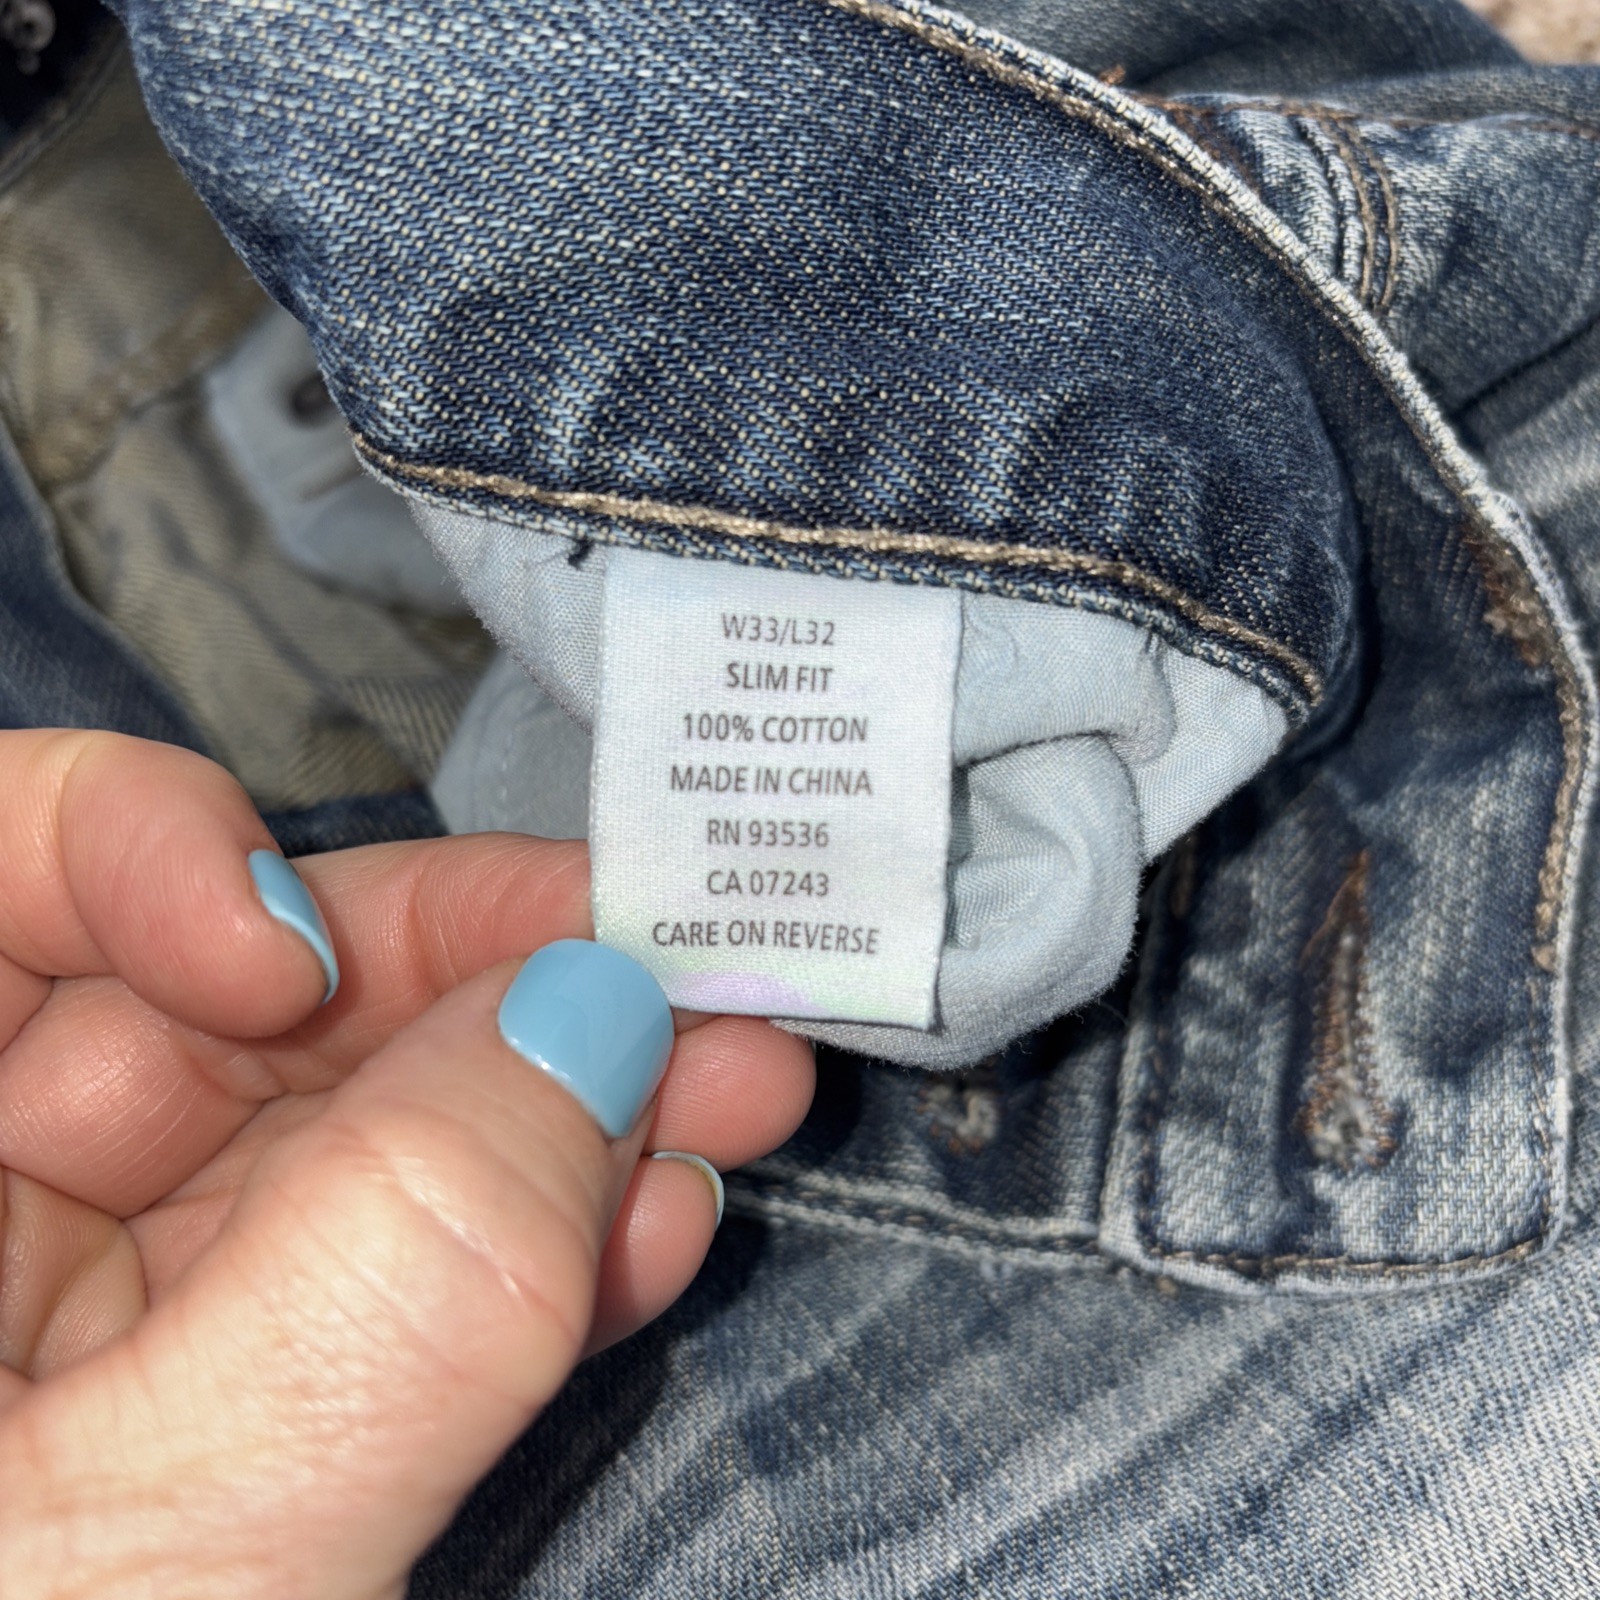 W33/L32
SLIM FIT
100% COTTON
MADE IN CHINA
RN 93536
CA 07243
CARE ON REVERSE